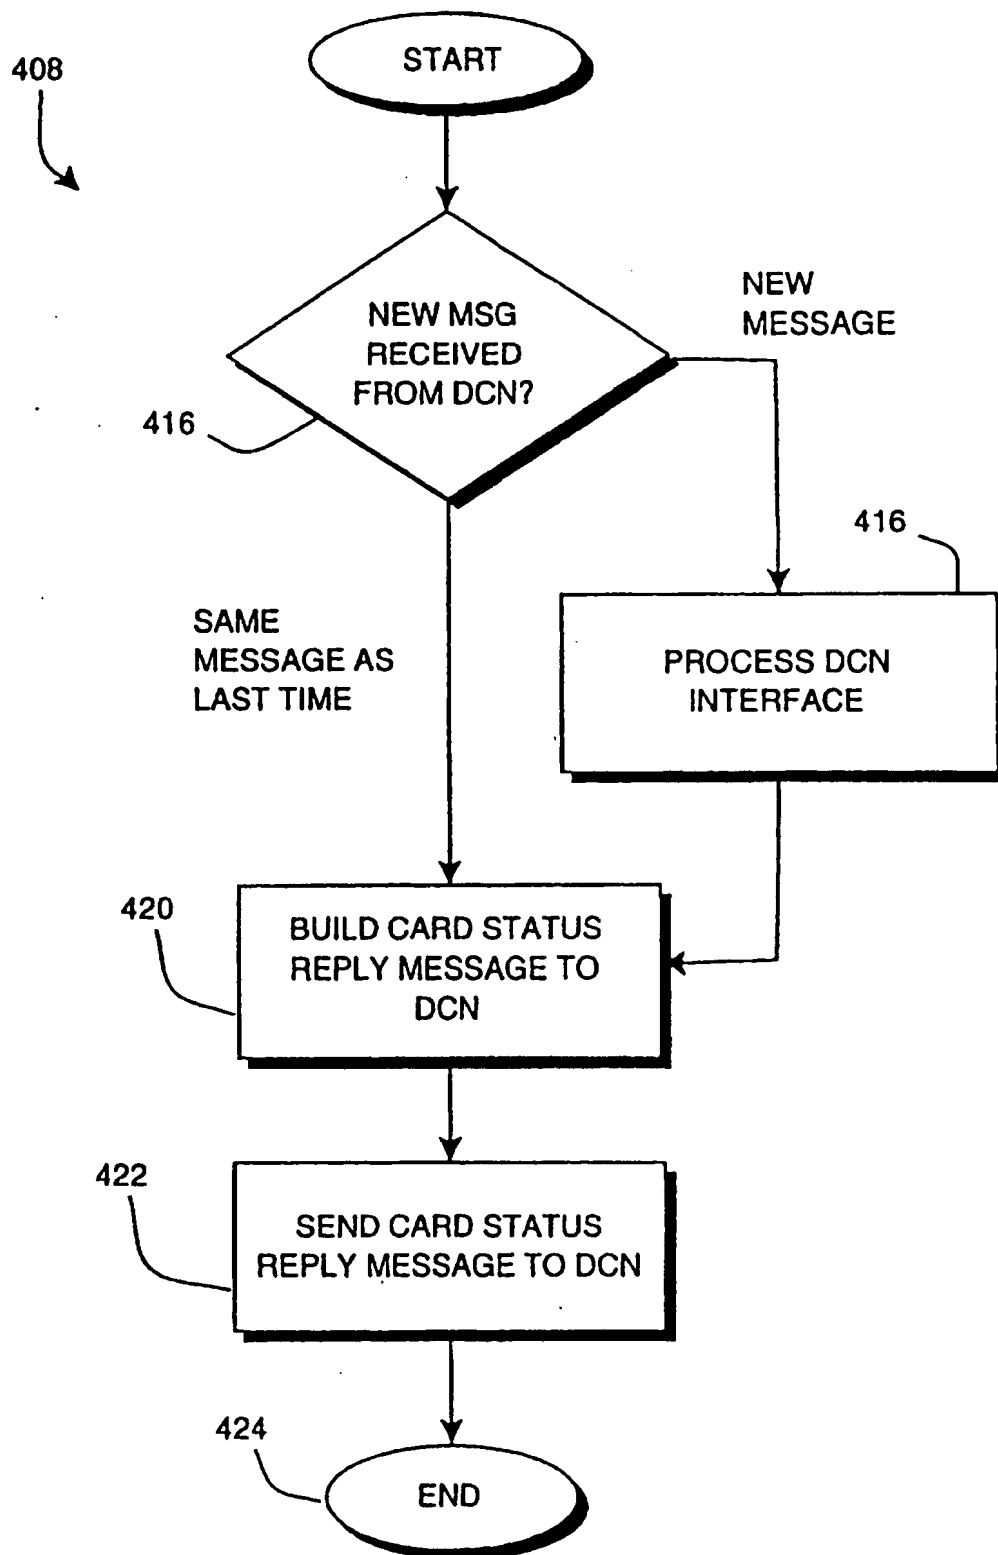 START
408
NEW MSG
RECEIVED
FROM DCN?
NEW
MESSAGE
416
416
SAME
MESSAGE AS
LAST TIME
PROCESS DCN
INTERFACE
420
BUILD CARD STATUS
REPLY MESSAGE TO
DCN
422
SEND CARD STATUS
REPLY MESSAGE TO DCN
424
END